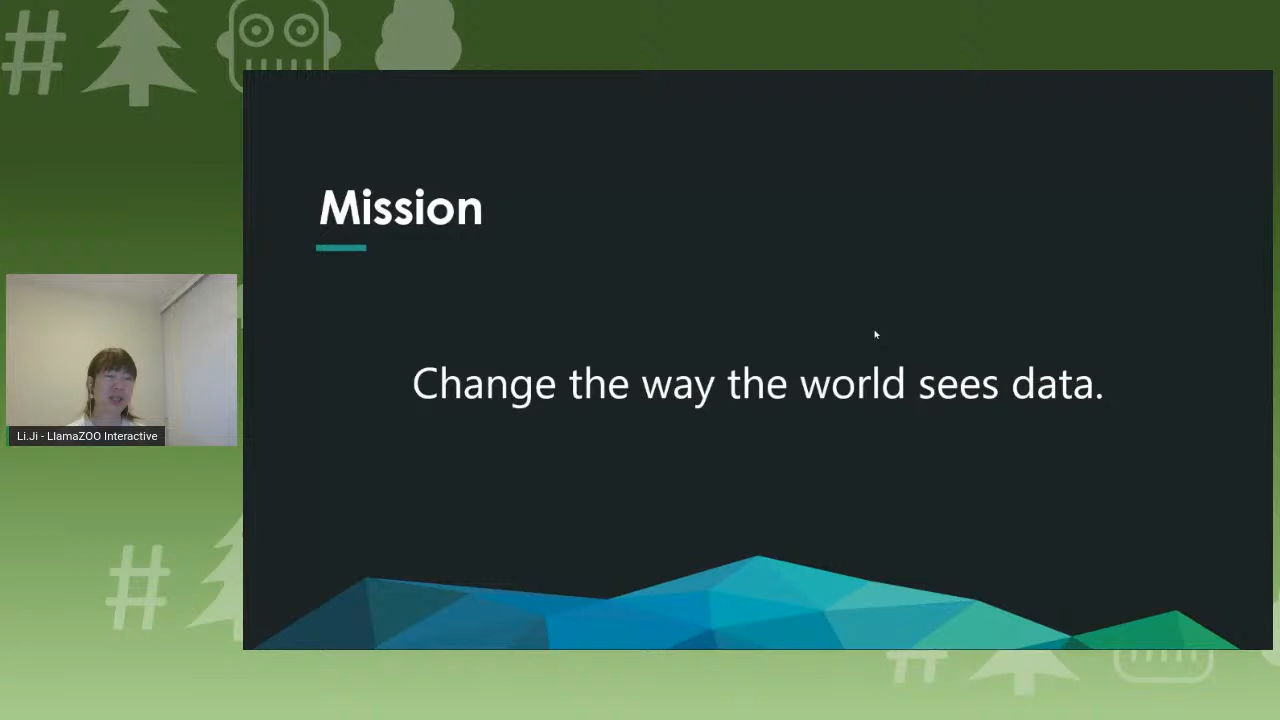 Mission
Change the way the world sees data.
Li.Ji - LlamaZOO Interactive